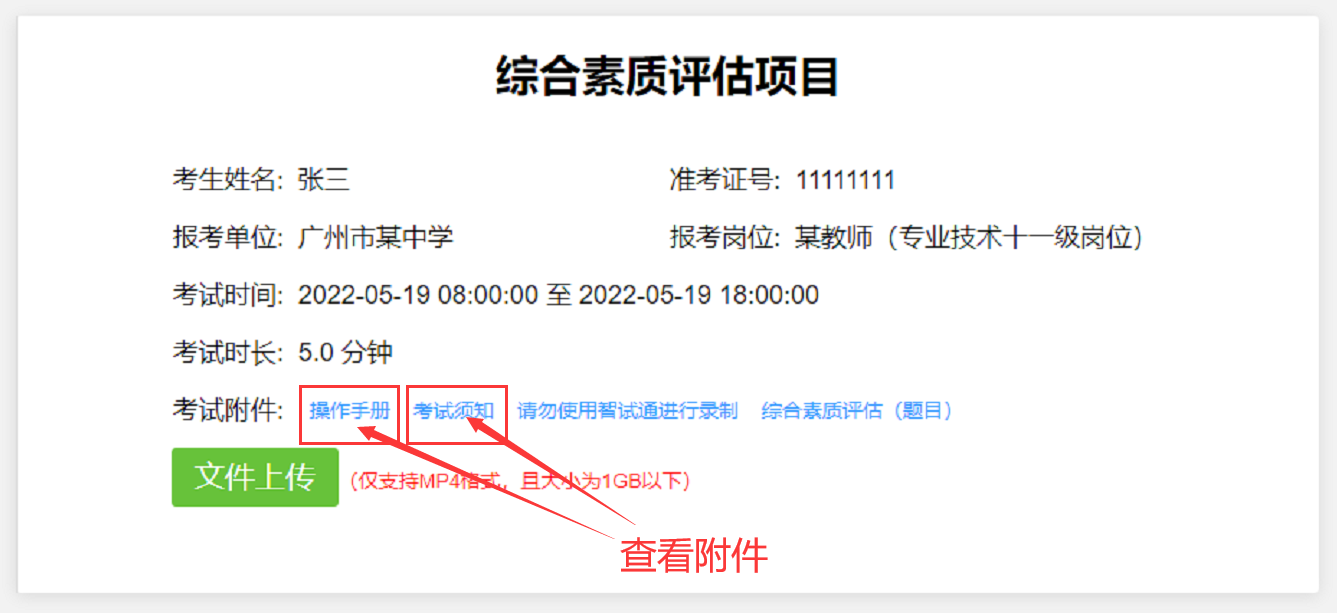 综合素质评估项目
考生姓名: 张三 准考证号: 11111111
报考单位: 广州市某中学 报考岗位: 某教师（专业技术十一级岗位）
考试时间: 2022-05-19 08:00:00 至 2022-05-19 18:00:00
考试时长: 5.0 分钟
考试附件: 操作手册 考试须知 请勿使用智试通进行录制 综合素质评估（题目）
文件上传 (仅支持MP4格式，且大小为1GB以下)
查看附件